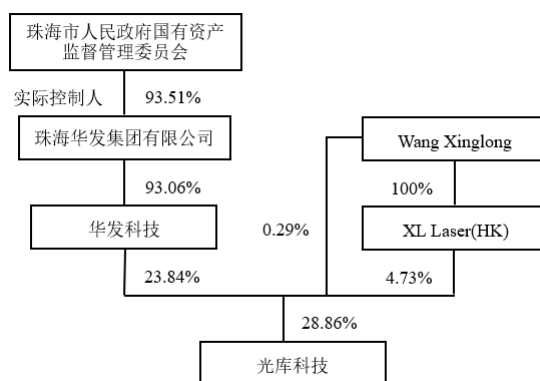 珠海市人民政府国有资产
监督管理委员会
实际控制人 93.51%
珠海华发集团有限公司
Wang Xinglong
93.06%
100%
华发科技
0.29%
XL Laser(HK)
23.84%
4.73%
28.86%
光库科技